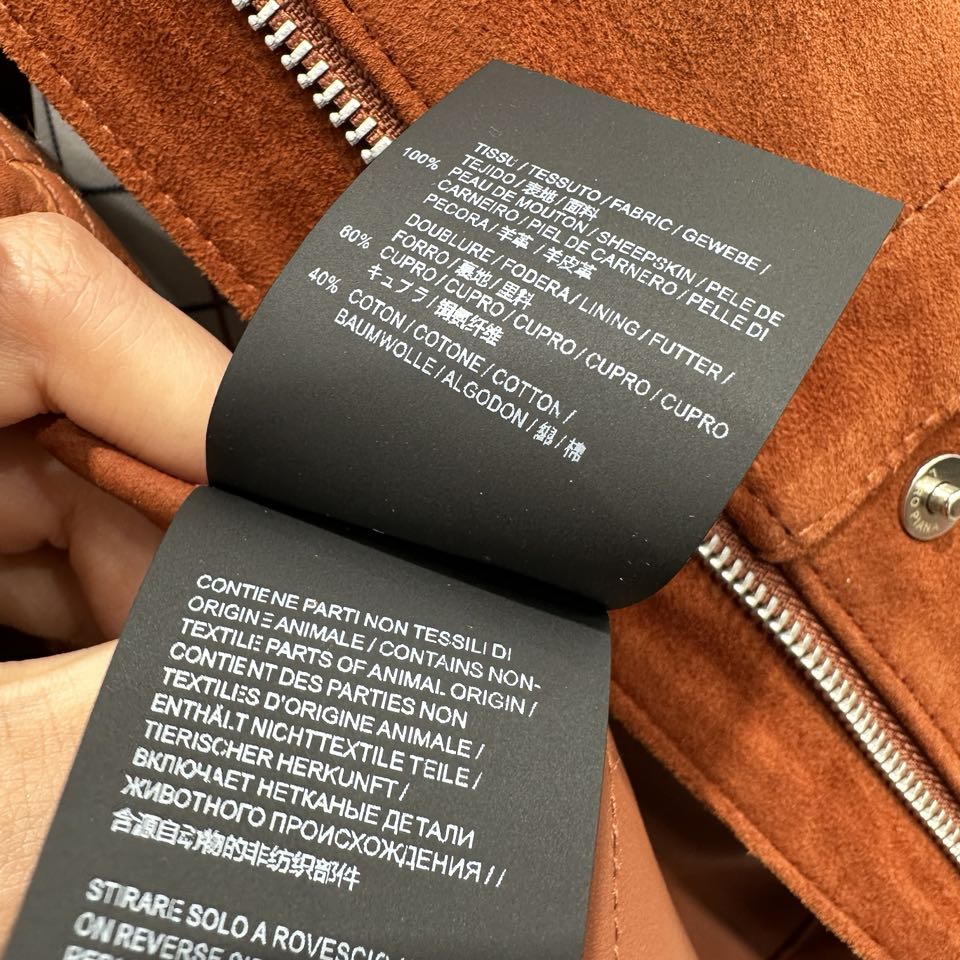 100% TISSU / TESSUTO / FABRIC / GEWEBE /
TEJIDO / 表地 / 面料
PEAU DE MOUTON / SHEEPSKIN / PELE DE
CARNEIRO / PIEL DE CARNERO / PELLE DI
PECORA / 羊革 / 羊皮革
DOUBLURE / FODERA / LINING / FUTTER /
FORRO / 裏地 / 里料
60% CUPRO / CUPRO / CUPRO / CUPRO / CUPRO
キュプラ / 铜氨纤维
40% COTON / COTONE / COTTON /
BAUMWOLLE / ALGODON / 綿 / 棉
CONTIENE PARTI NON TESSILI DI
ORIGINE ANIMALE / CONTAINS NON-
TEXTILE PARTS OF ANIMAL ORIGIN /
CONTIENT DES PARTIES NON
TEXTILES D'ORIGINE ANIMALE /
ENTHÄLT NICHTTEXTILE TEILE /
TIERISCHER HERKUNFT /
ВКЛЮЧАЕТ НЕТКАНЫЕ ДЕТАЛИ
ЖИВОТНОГО ПРОИСХОЖДЕНИЯ / /
含源自动物的非纺织部件
STIRARE SOLO A ROVESCIO
ON REVERSE
PIANA